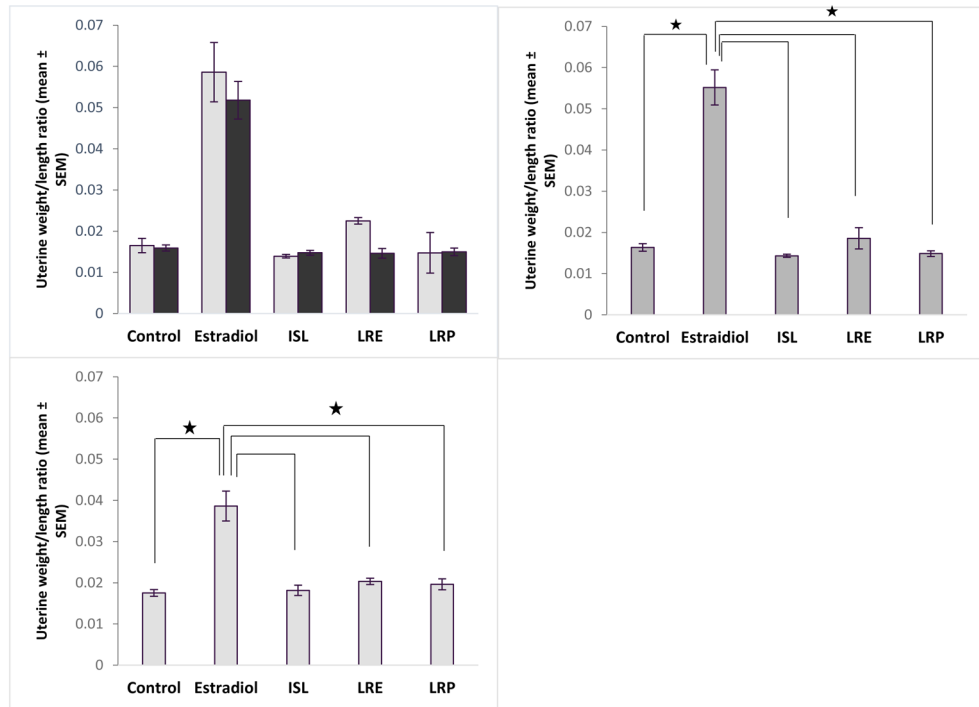 Uterine weight/length ratio (mean ±
SEM)
0.07
0.06
0.05
0.04
0.03
0.02
0.01
0
Control Estradiol ISL LRE LRP
Uterine weight/length ratio (mean ±
SEM)
0.07
0.06
0.05
0.04
0.03
0.02
0.01
0
Control Estraidiol ISL LRE LRP
Uterine weight/length ratio (mean ±
SEM)
0.07
0.06
0.05
0.04
0.03
0.02
0.01
0
Control Estradiol ISL LRE LRP